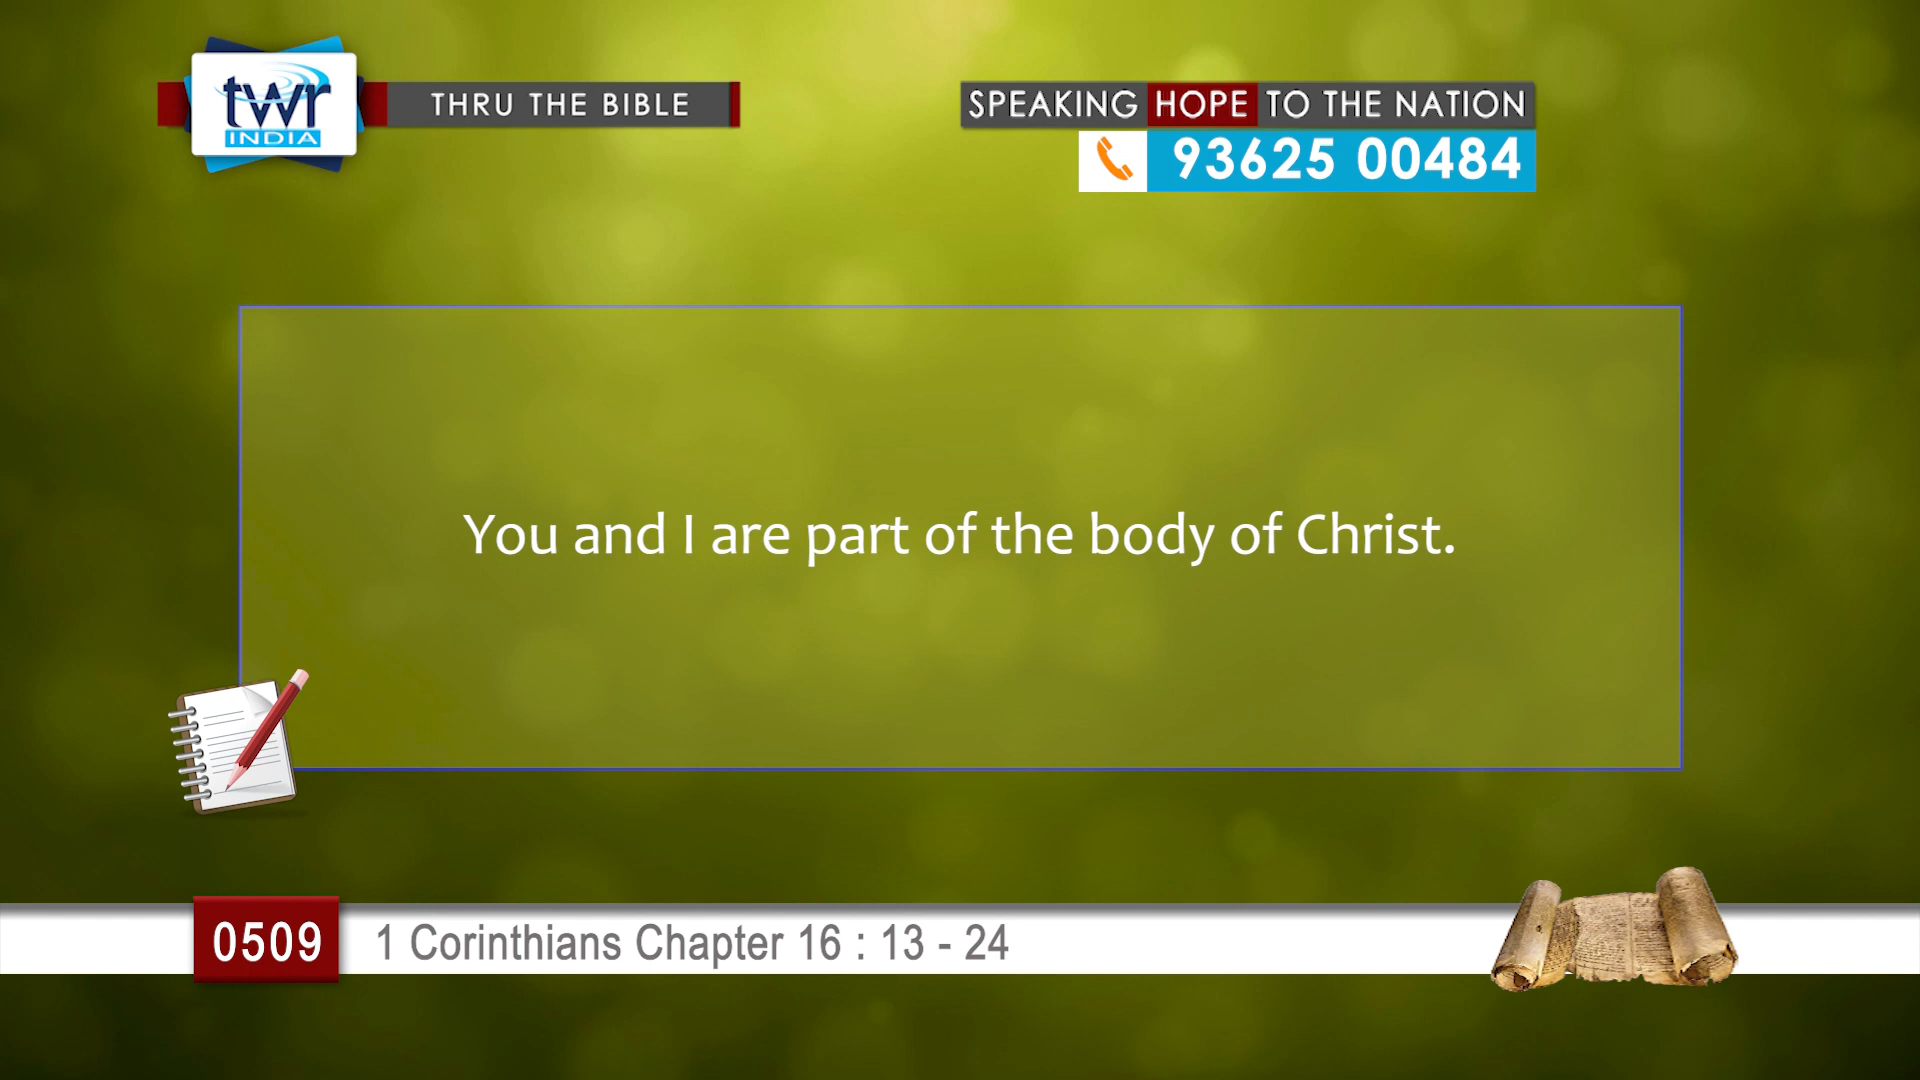 twr
INDIA
THRU THE BIBLE
SPEAKING HOPE TO THE NATION
93625 00484
You and I are part of the body of Christ.
0509
1 Corinthians Chapter 16 : 13 - 24